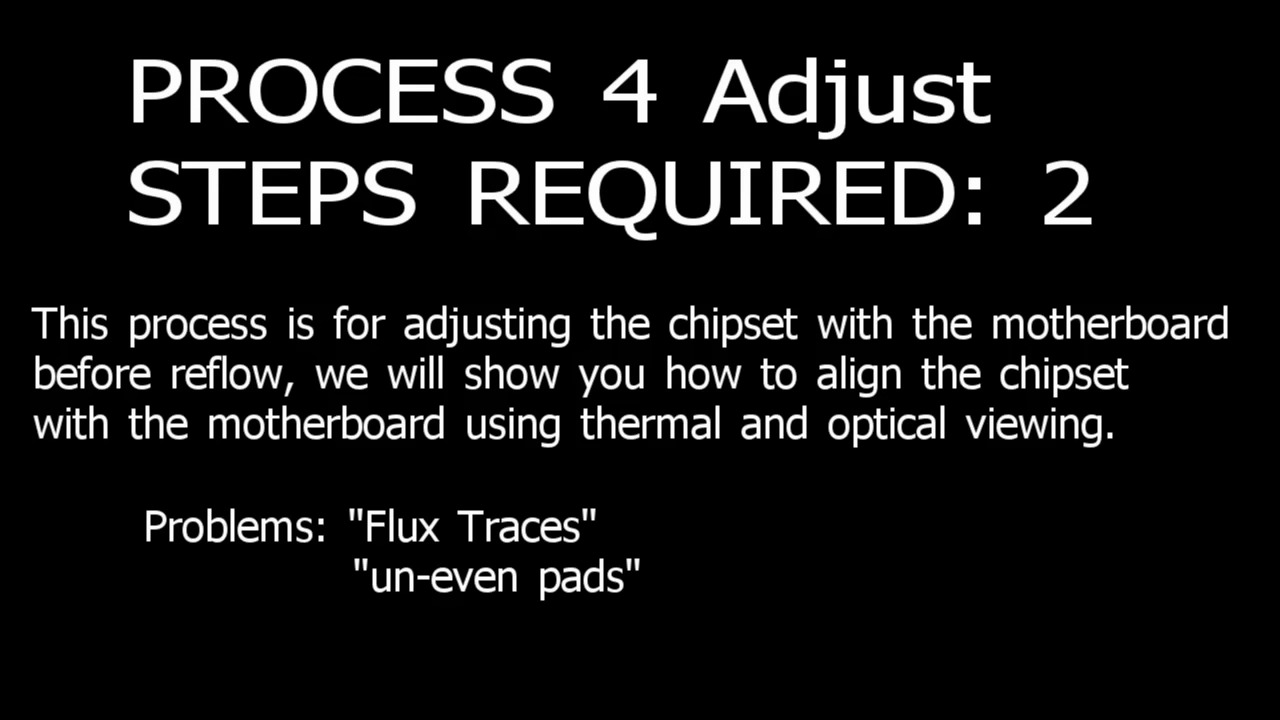 PROCESS 4 Adjust
STEPS REQUIRED: 2
This process is for adjusting the chipset with the motherboard
before reflow, we will show you how to align the chipset
with the motherboard using thermal and optical viewing.
Problems: "Flux Traces"
"un-even pads"